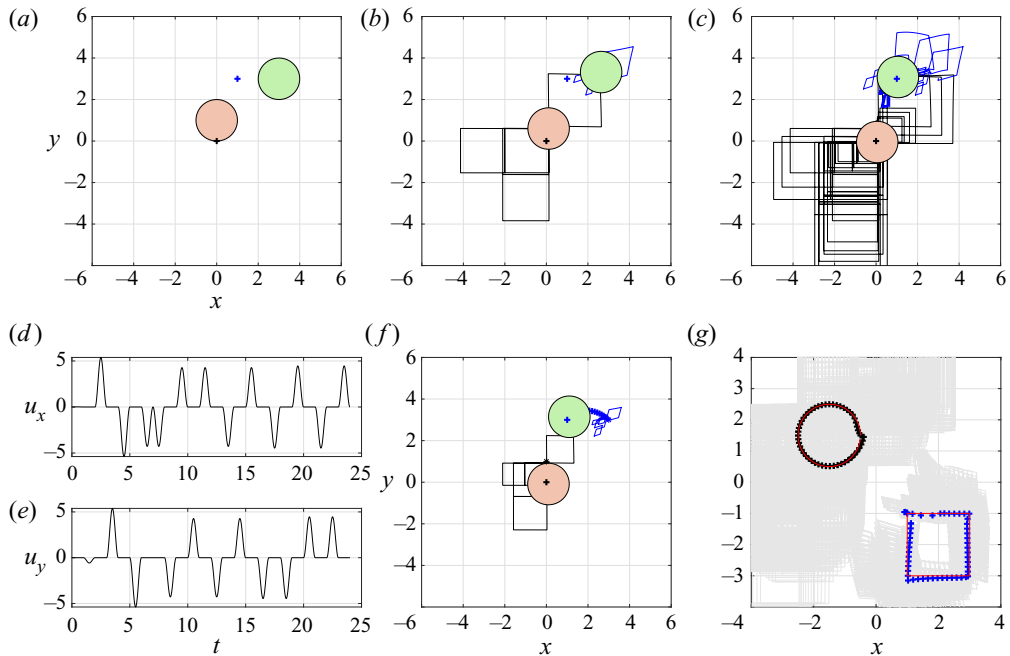 (a) (b) (c)
6 6 6
4 4 4
2 2 2
y 0 0 0
−2 −2 −2
−4 −4 −4
−6 −6 −6
−6 −4 −2 0 2 4 6 −6 −4 −2 0 2 4 6 −6 −4 −2 0 2 4 6
x
(d) (f) (g)
5
u_x 0
−5
0 5 10 15 20 25
(e)
5
u_y 0
−5
0 5 10 15 20 25
t
6
4
2
y 0
−2
−4
−6
−6 −4 −2 0 2 4 6
x
4
3
2
1
0
−1
−2
−3
−4
−4 −2 0 2 4
x